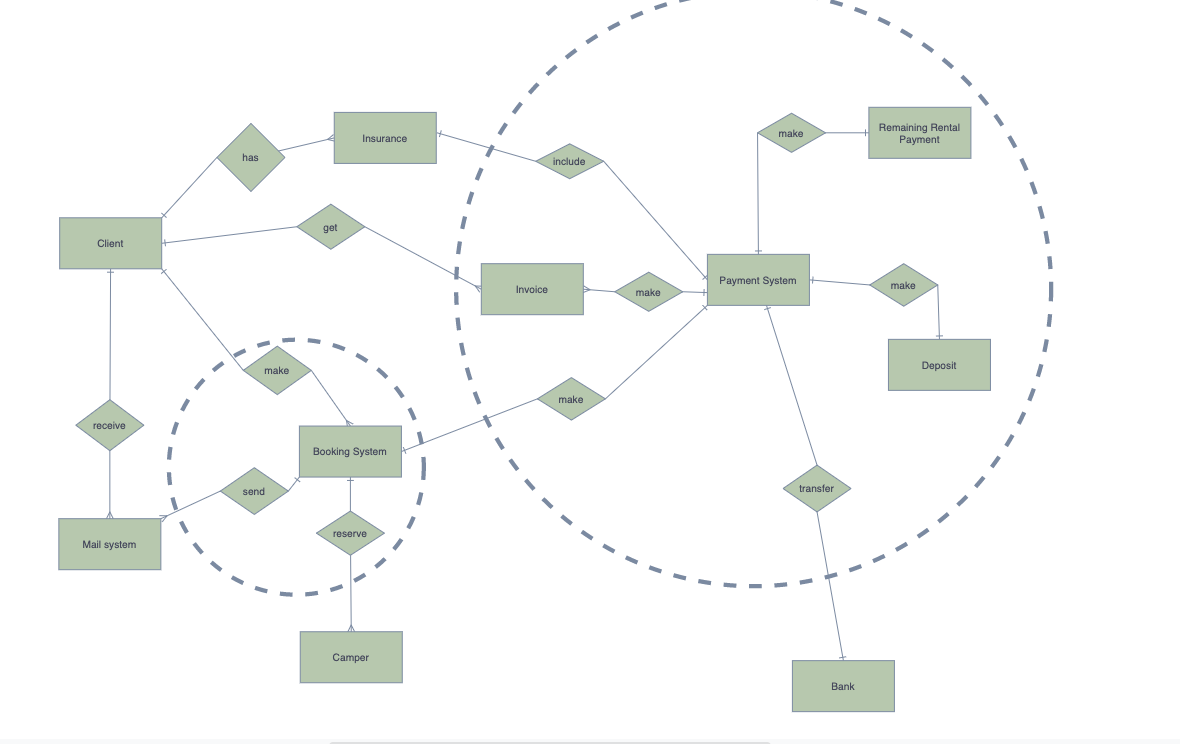 Remaining Rental
Payment
make
Insurance
include
has
get
Client
Payment System
make
Invoice
make
Deposit
make
make
receive
Booking System
send
transfer
reserve
Mail system
Camper
Bank